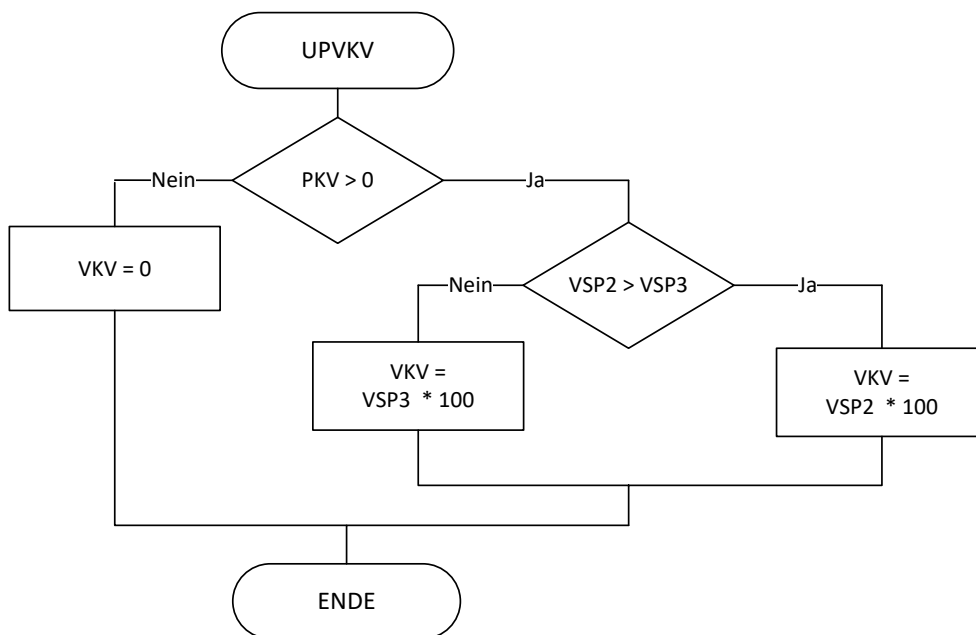 UPVKV
Nein
PKV > 0
Ja
VKV = 0
Nein
VSP2 > VSP3
Ja
VKV =
VSP3 * 100
VKV =
VSP2 * 100
ENDE